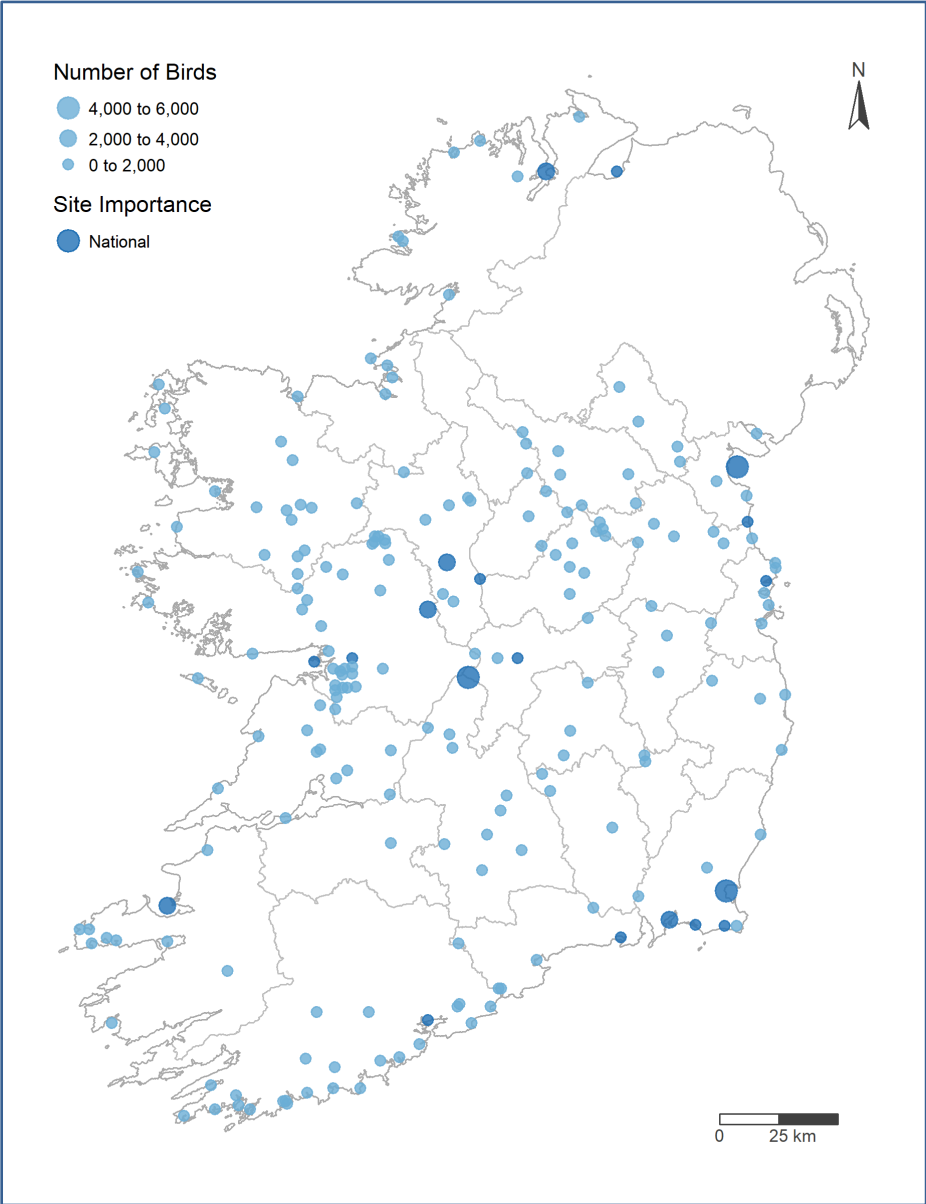 Number of Birds
4,000 to 6,000
2,000 to 4,000
0 to 2,000
Site Importance
National
N
0 25 km